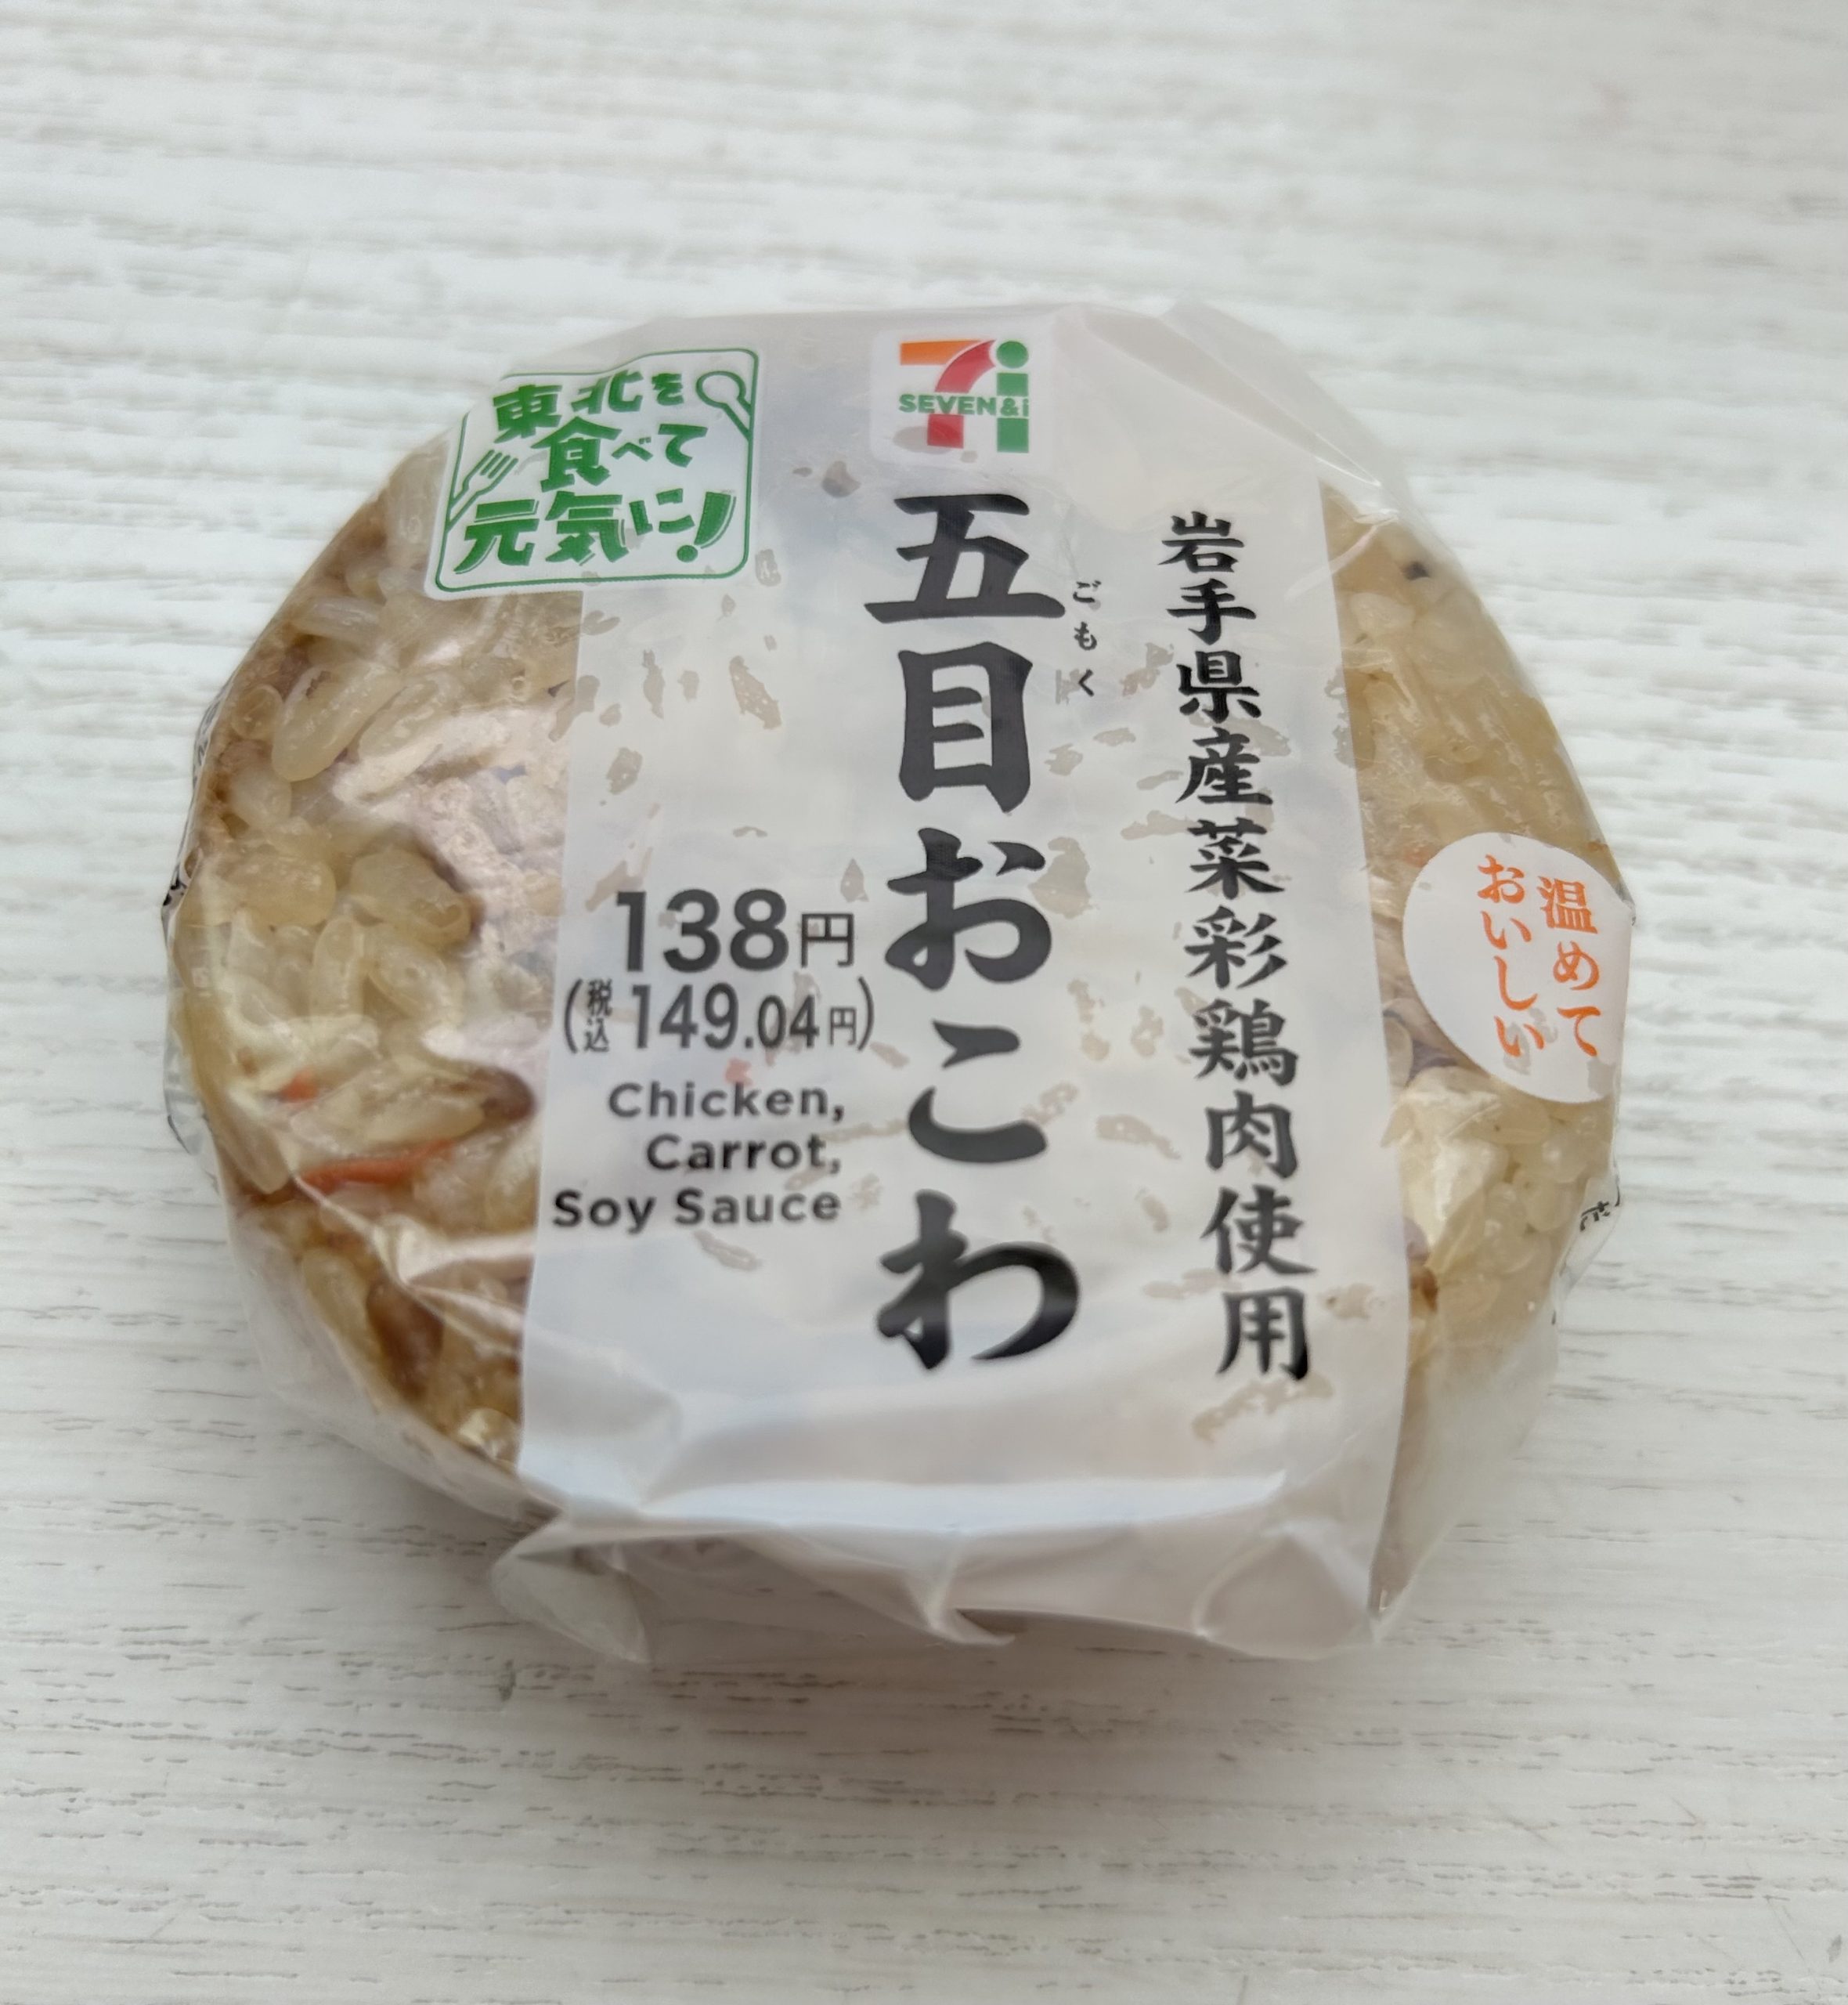 東北を
食べて
元気に!
SEVEN&i
岩手県産菜彩鶏肉使用
五目おこわ
ごもく
138円
(税込149.04円)
Chicken,
Carrot,
Soy Sauce
温めて
おいしい